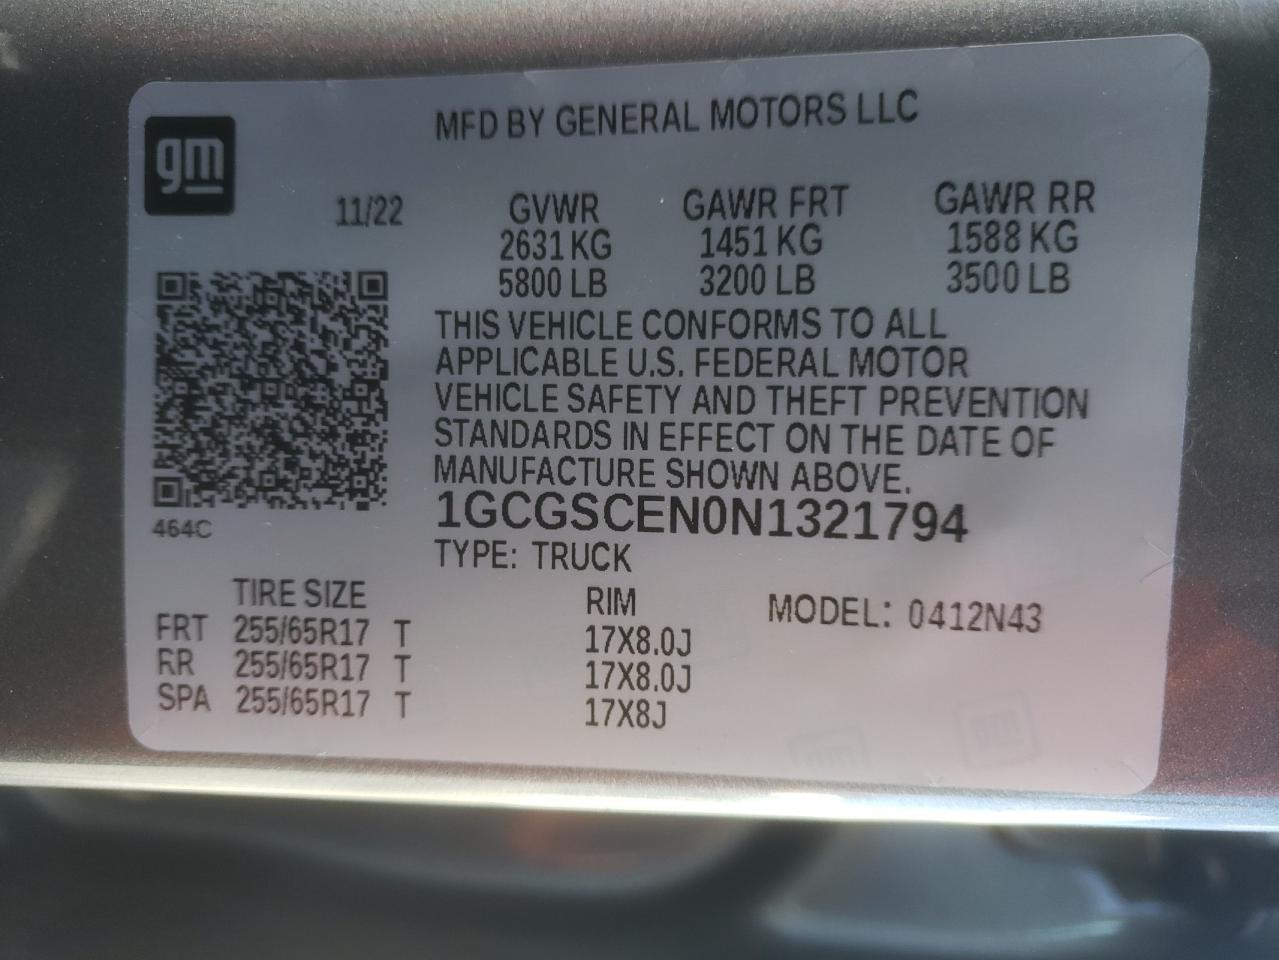 MFD BY GENERAL MOTORS LLC
gm
11/22 GVWR GAWR FRT GAWR RR
2631 KG 1451 KG 1588 KG
5800 LB 3200 LB 3500 LB
THIS VEHICLE CONFORMS TO ALL
APPLICABLE U.S. FEDERAL MOTOR
VEHICLE SAFETY AND THEFT PREVENTION
STANDARDS IN EFFECT ON THE DATE OF
MANUFACTURE SHOWN ABOVE.
1GCGSCEN0N1321794
464C
TYPE: TRUCK
TIRE SIZE RIM MODEL: 0412N43
FRT 255/65R17 T 17X8.0J
RR 255/65R17 T 17X8.0J
SPA 255/65R17 T 17X8J